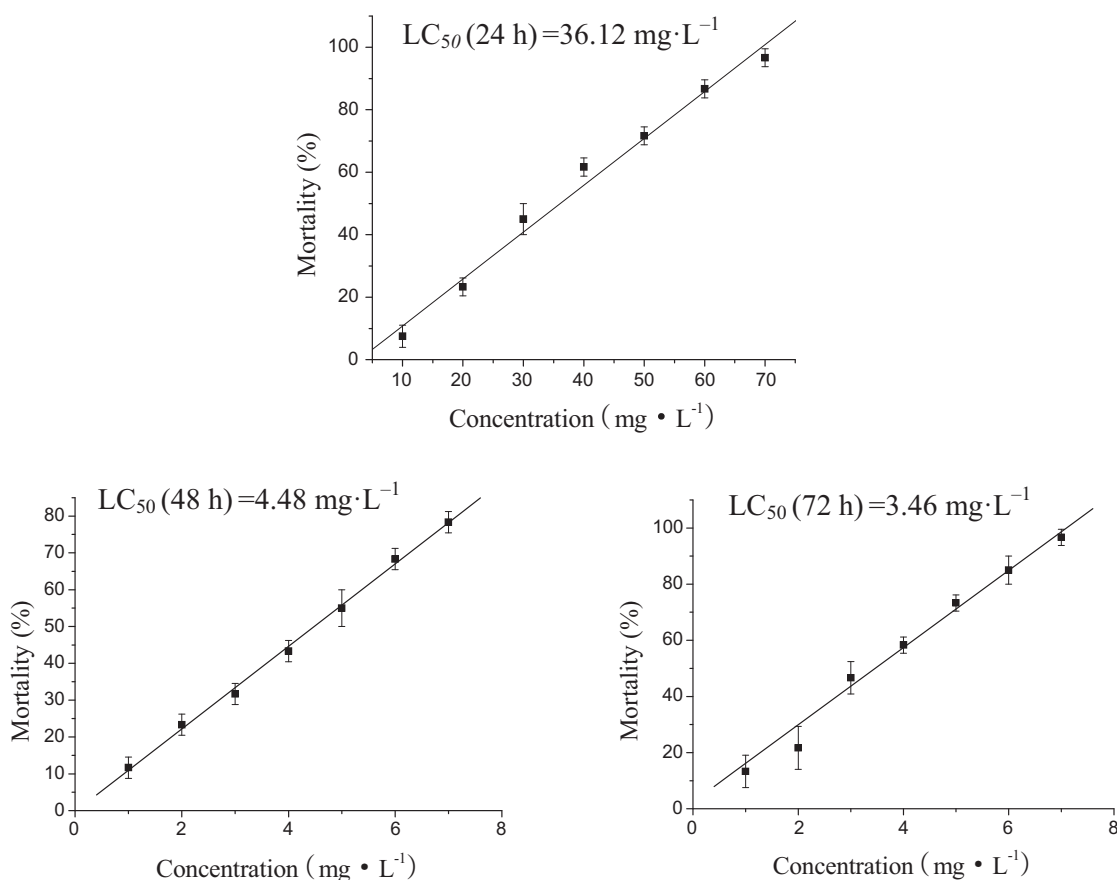 LC50 (24 h) =36.12 mg·L–1
100
80
60
40
20
0
Mortality (%)
10 20 30 40 50 60 70
Concentration ( mg • L-1)
LC50 (48 h) =4.48 mg·L–1
80
70
60
50
40
30
20
10
0
Mortality (%)
0 2 4 6 8
Concentration ( mg • L-1)
LC50 (72 h) =3.46 mg·L–1
100
80
60
40
20
0
Mortality (%)
0 2 4 6 8
Concentration ( mg • L-1)